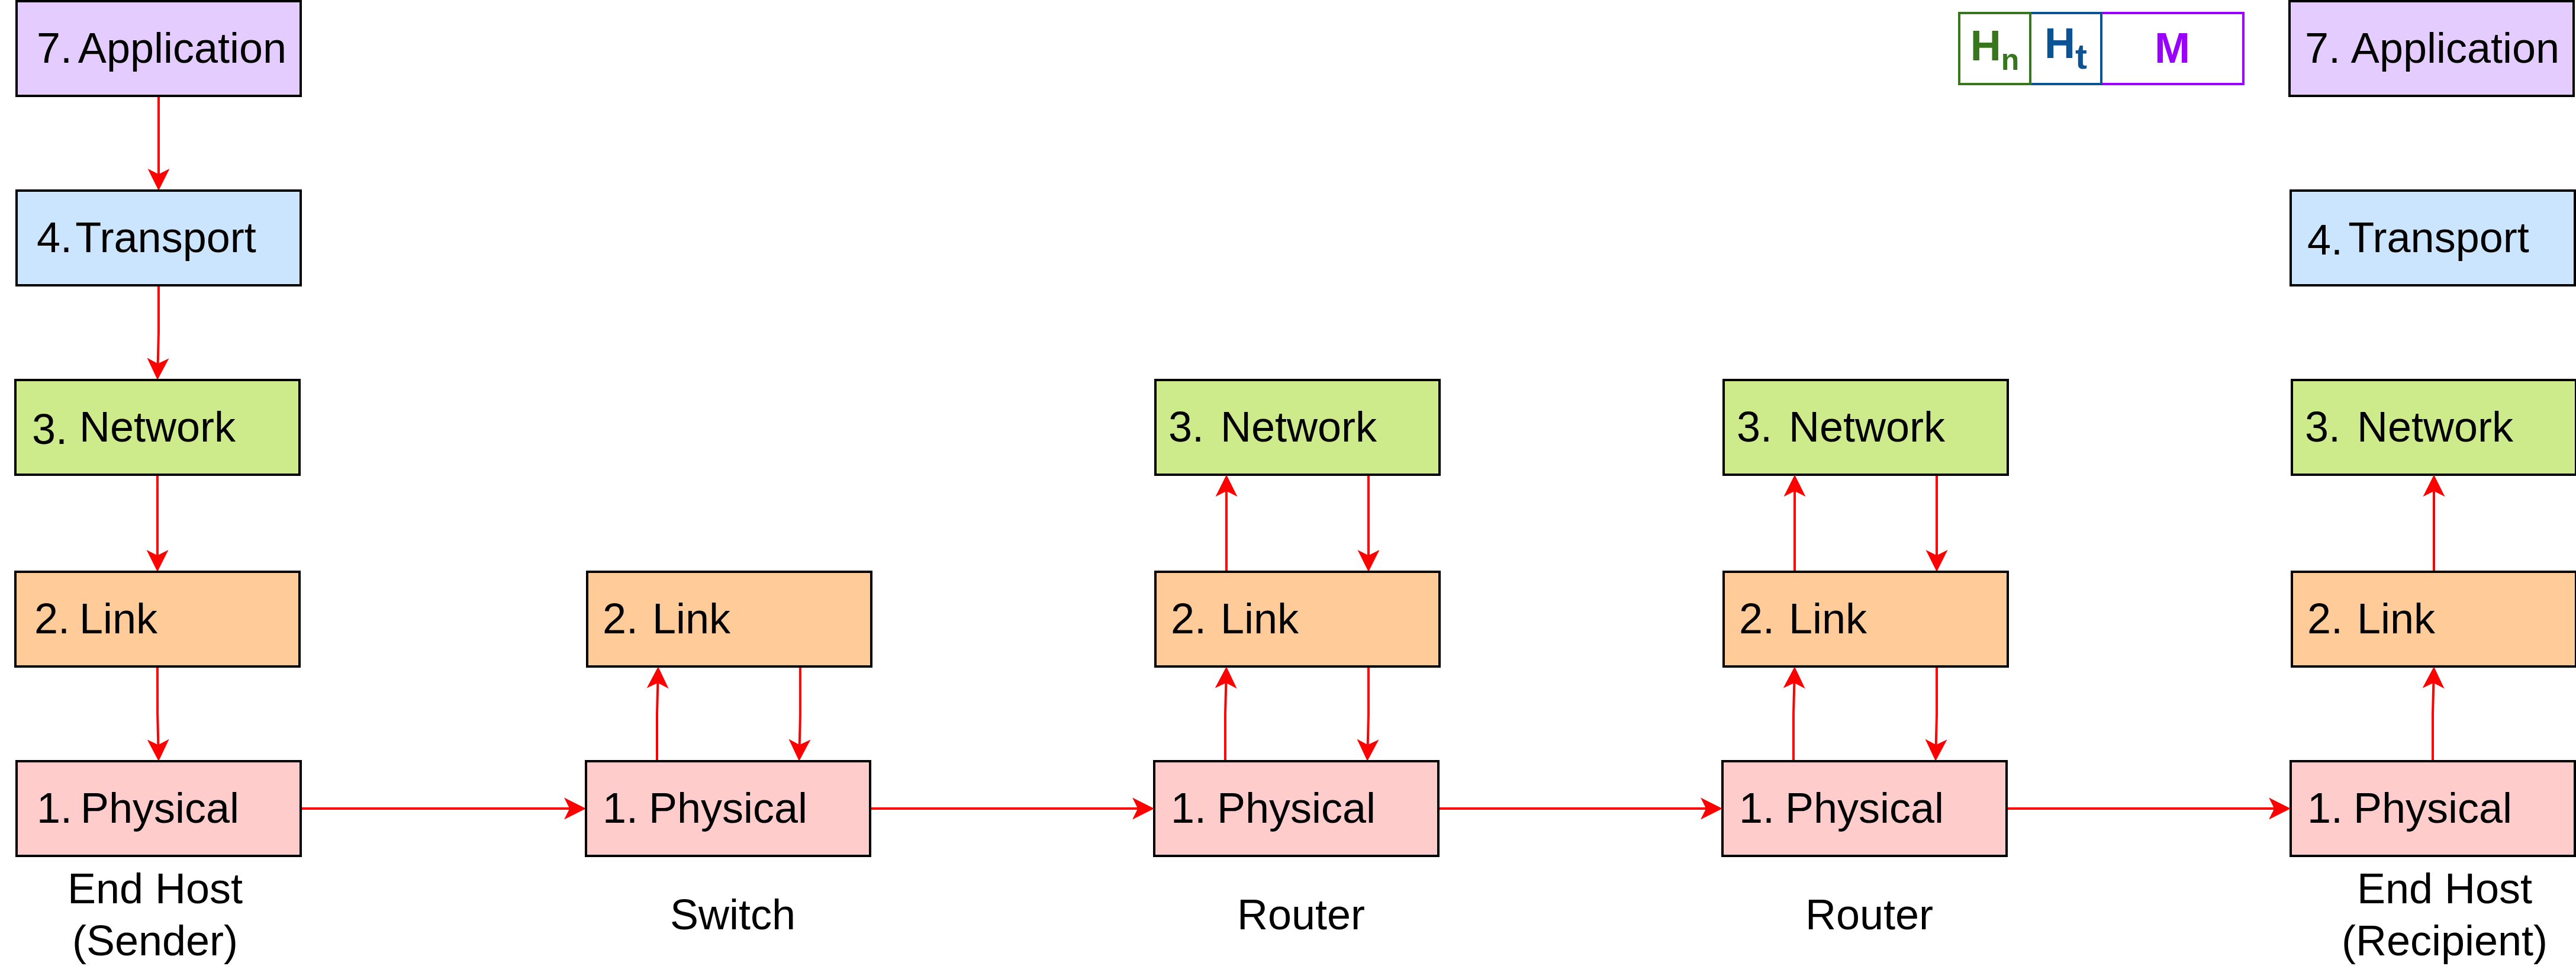 7. Application
4. Transport
3. Network
2. Link
1. Physical
End Host
(Sender)
2. Link
1. Physical
Switch
3. Network
2. Link
1. Physical
Router
3. Network
2. Link
1. Physical
Router
Hn Ht M
7. Application
4. Transport
3. Network
2. Link
1. Physical
End Host
(Recipient)